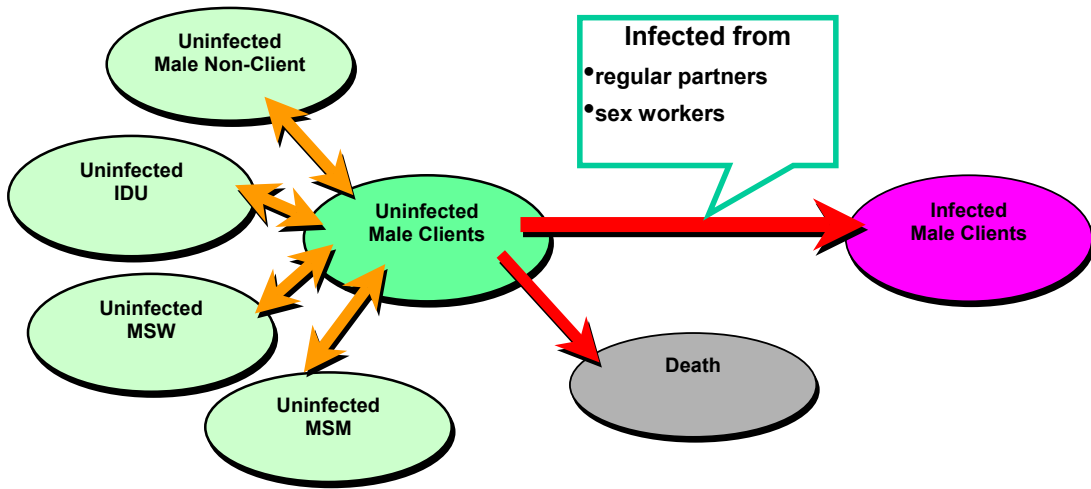 Uninfected
Male Non-Client
Infected from
•regular partners
•sex workers
Uninfected
IDU
Uninfected
Male Clients
Infected
Male Clients
Uninfected
MSW
Death
Uninfected
MSM